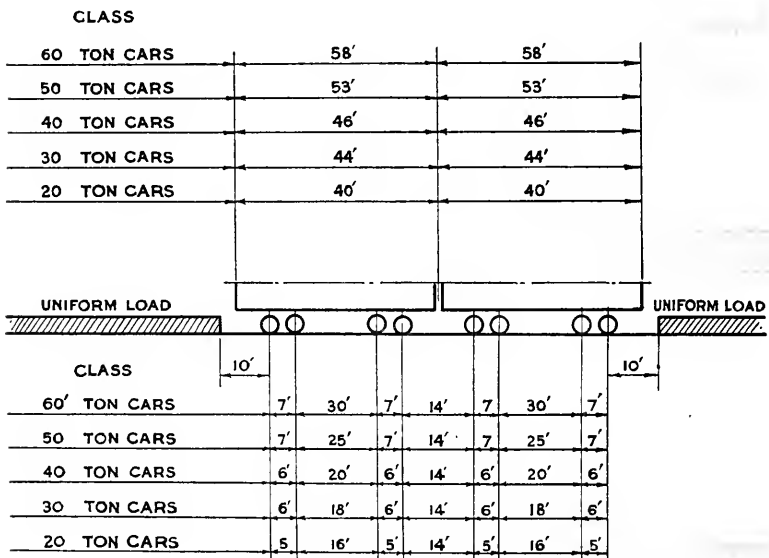 CLASS
60 TON CARS 58' 58'
50 TON CARS 53' 53'
40 TON CARS 46' 46'
30 TON CARS 44' 44'
20 TON CARS 40' 40'
UNIFORM LOAD UNIFORM LOAD
10' 10'
CLASS
60' TON CARS 7' 30' 7' 14' 7 30' 7'
50 TON CARS 7' 25' 7' 14' 7 25' 7'
40 TON CARS 6' 20' 6' 14' 6' 20' 6'
30 TON CARS 6' 18' 6' 14' 6' 18' 6'
20 TON CARS 5 16' 5' 14' 5' 16' 5'